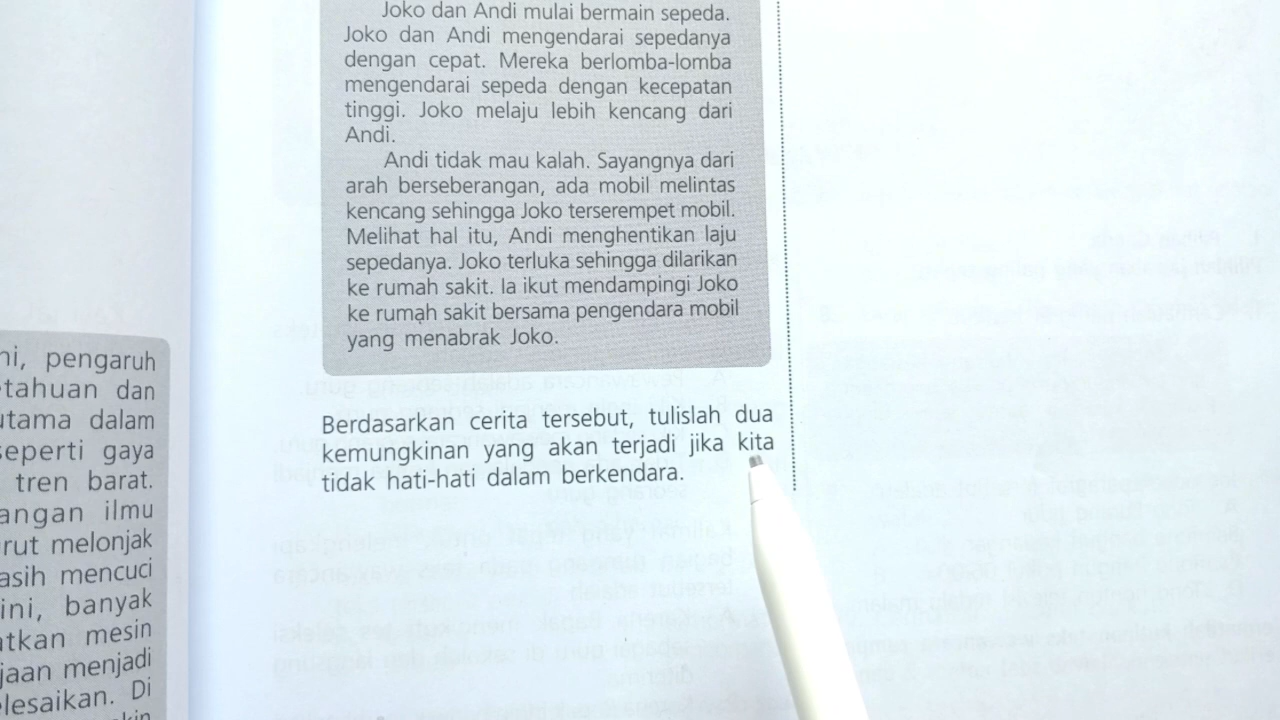 ni, pengaruh
tahuan dan
utama dalam
seperti gaya
tren barat.
angan ilmu
rut melonjak
asih mencuci
ini, banyak
atkan mesin
jaan menjadi
elesaikan. Di
Joko dan Andi mulai bermain sepeda.
Joko dan Andi mengendarai sepedanya
dengan cepat. Mereka berlomba-lomba
mengendarai sepeda dengan kecepatan
tinggi. Joko melaju lebih kencang dari
Andi.
Andi tidak mau kalah. Sayangnya dari
arah berseberangan, ada mobil melintas
kencang sehingga Joko terserempet mobil.
Melihat hal itu, Andi menghentikan laju
sepedanya. Joko terluka sehingga dilarikan
ke rumah sakit. Ia ikut mendampingi Joko
ke rumah sakit bersama pengendara mobil
yang menabrak Joko.
Berdasarkan cerita tersebut, tulislah dua
kemungkinan yang akan terjadi jika kita
tidak hati-hati dalam berkendara.